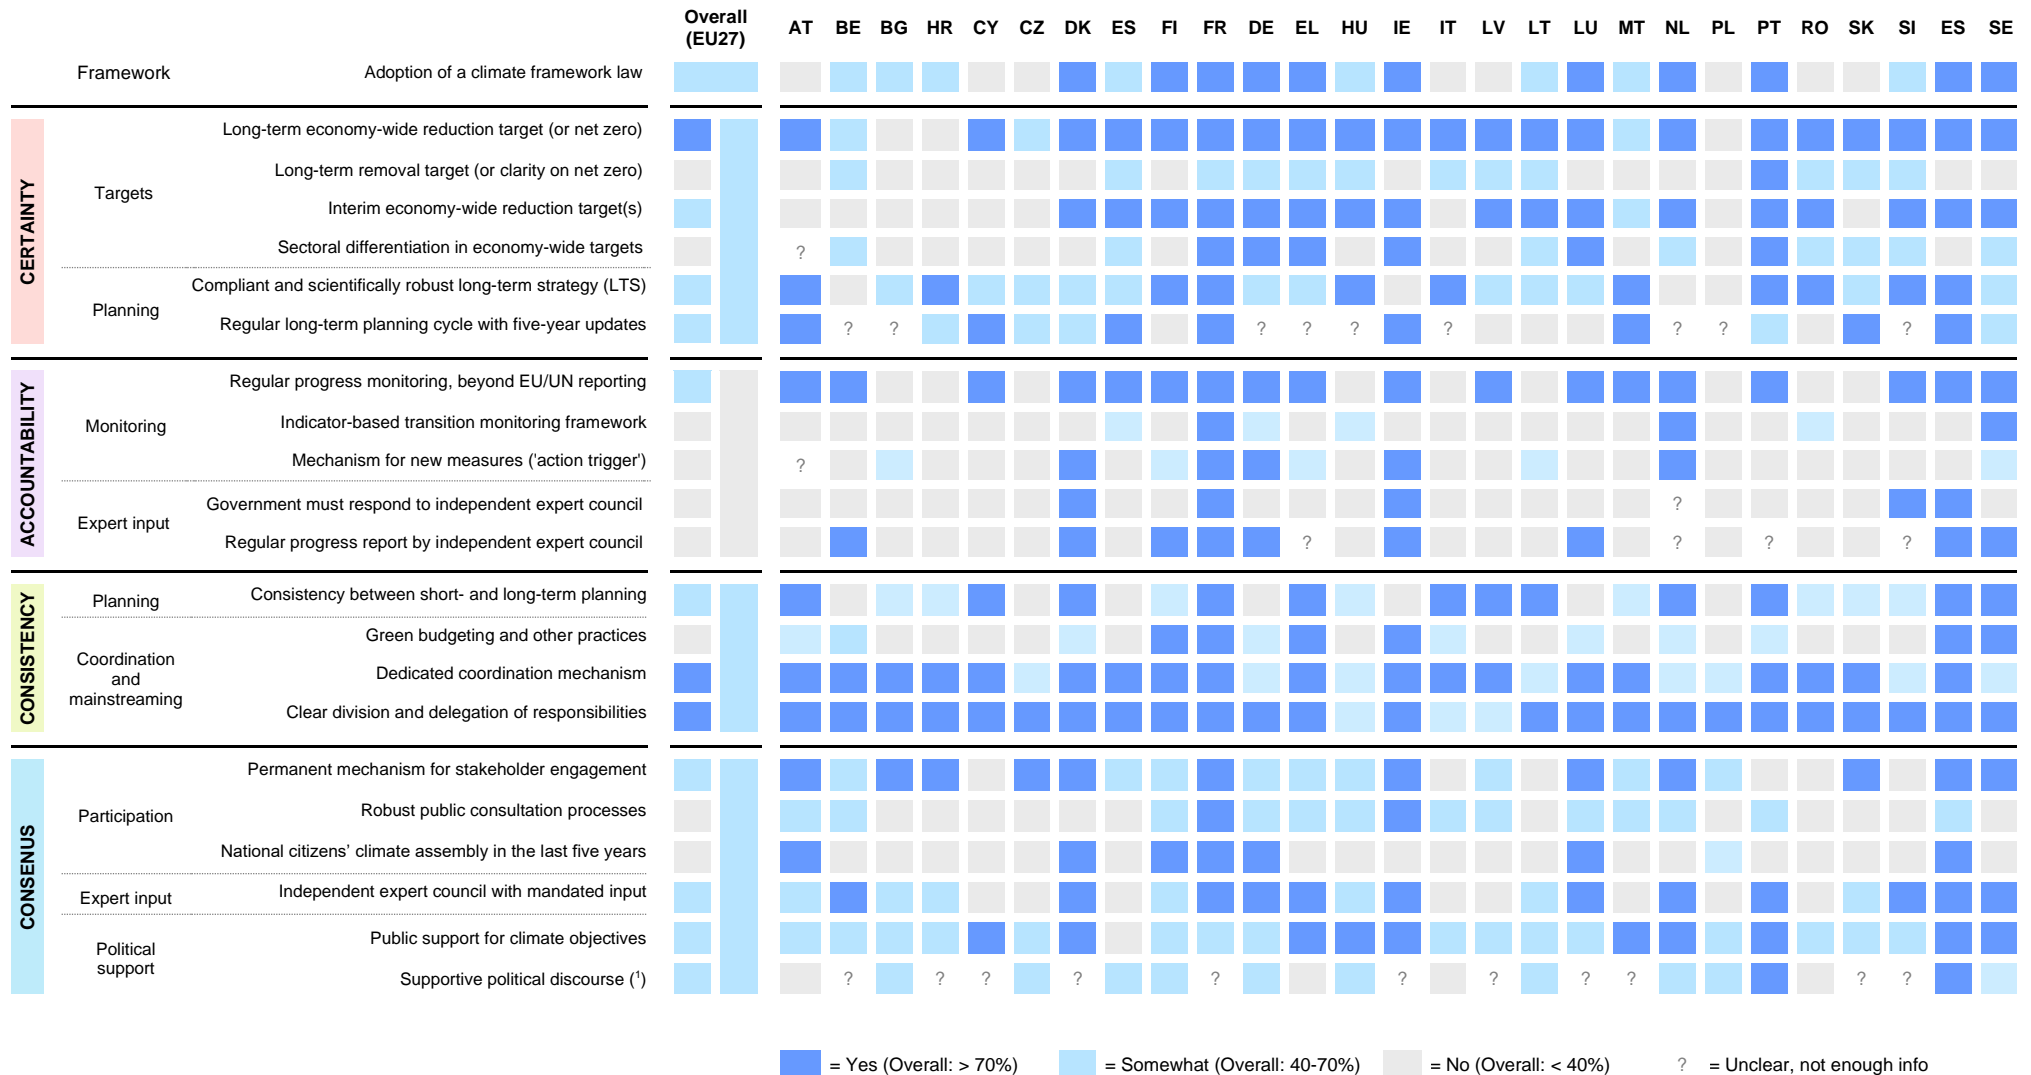 Overall
(EU27)
AT BE BG HR CY CZ DK ES FI FR DE EL HU IE IT LV LT LU MT NL PL PT RO SK SI ES SE
Framework Adoption of a climate framework law
CERTAINTY
Targets
Long-term economy-wide reduction target (or net zero)
Long-term removal target (or clarity on net zero)
Interim economy-wide reduction target(s)
Sectoral differentiation in economy-wide targets ?
Planning
Compliant and scientifically robust long-term strategy (LTS)
Regular long-term planning cycle with five-year updates ? ? ? ? ? ? ? ? ?
ACCOUNTABILITY
Monitoring
Regular progress monitoring, beyond EU/UN reporting
Indicator-based transition monitoring framework
Mechanism for new measures ('action trigger') ?
Expert input
Government must respond to independent expert council ?
Regular progress report by independent expert council ? ? ? ?
CONSISTENCY
Planning
Consistency between short- and long-term planning
Coordination
and
mainstreaming
Green budgeting and other practices
Dedicated coordination mechanism
Clear division and delegation of responsibilities
CONSENUS
Participation
Permanent mechanism for stakeholder engagement
Robust public consultation processes
National citizens' climate assembly in the last five years
Expert input
Independent expert council with mandated input
Political
support
Public support for climate objectives
Supportive political discourse (¹) ? ? ? ? ? ? ? ? ? ? ?
= Yes (Overall: > 70%) = Somewhat (Overall: 40-70%) = No (Overall: < 40%) ? = Unclear, not enough info